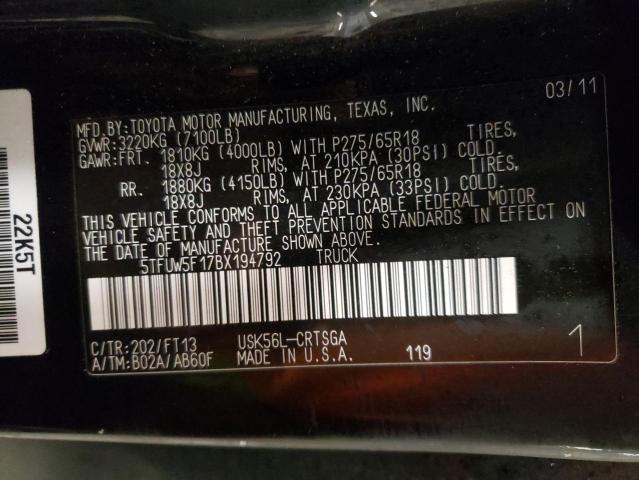 03/11
MFD.BY:TOYOTA MOTOR MANUFACTURING, TEXAS, INC.
GVWR:3220KG (7100LB)
GAWR:FRT. 1810KG (4000LB) WITH P275/65R18 TIRES,
18X8J RIMS, AT 210KPA (30PSI) COLD.
RR. 1880KG (4150LB) WITH P275/65R18 TIRES,
18X8J RIMS, AT 230KPA (33PSI) COLD.
THIS VEHICLE CONFORMS TO ALL APPLICABLE FEDERAL MOTOR
VEHICLE SAFETY AND THEFT PREVENTION STANDARDS IN EFFECT ON
THE DATE OF MANUFACTURE SHOWN ABOVE.
5TFUW5F17BX194792 TRUCK
C/TR:202/FT13 USK56L-CRTSGA
A/TM:B02A/AB60F MADE IN U.S.A. 119 1
22K5T